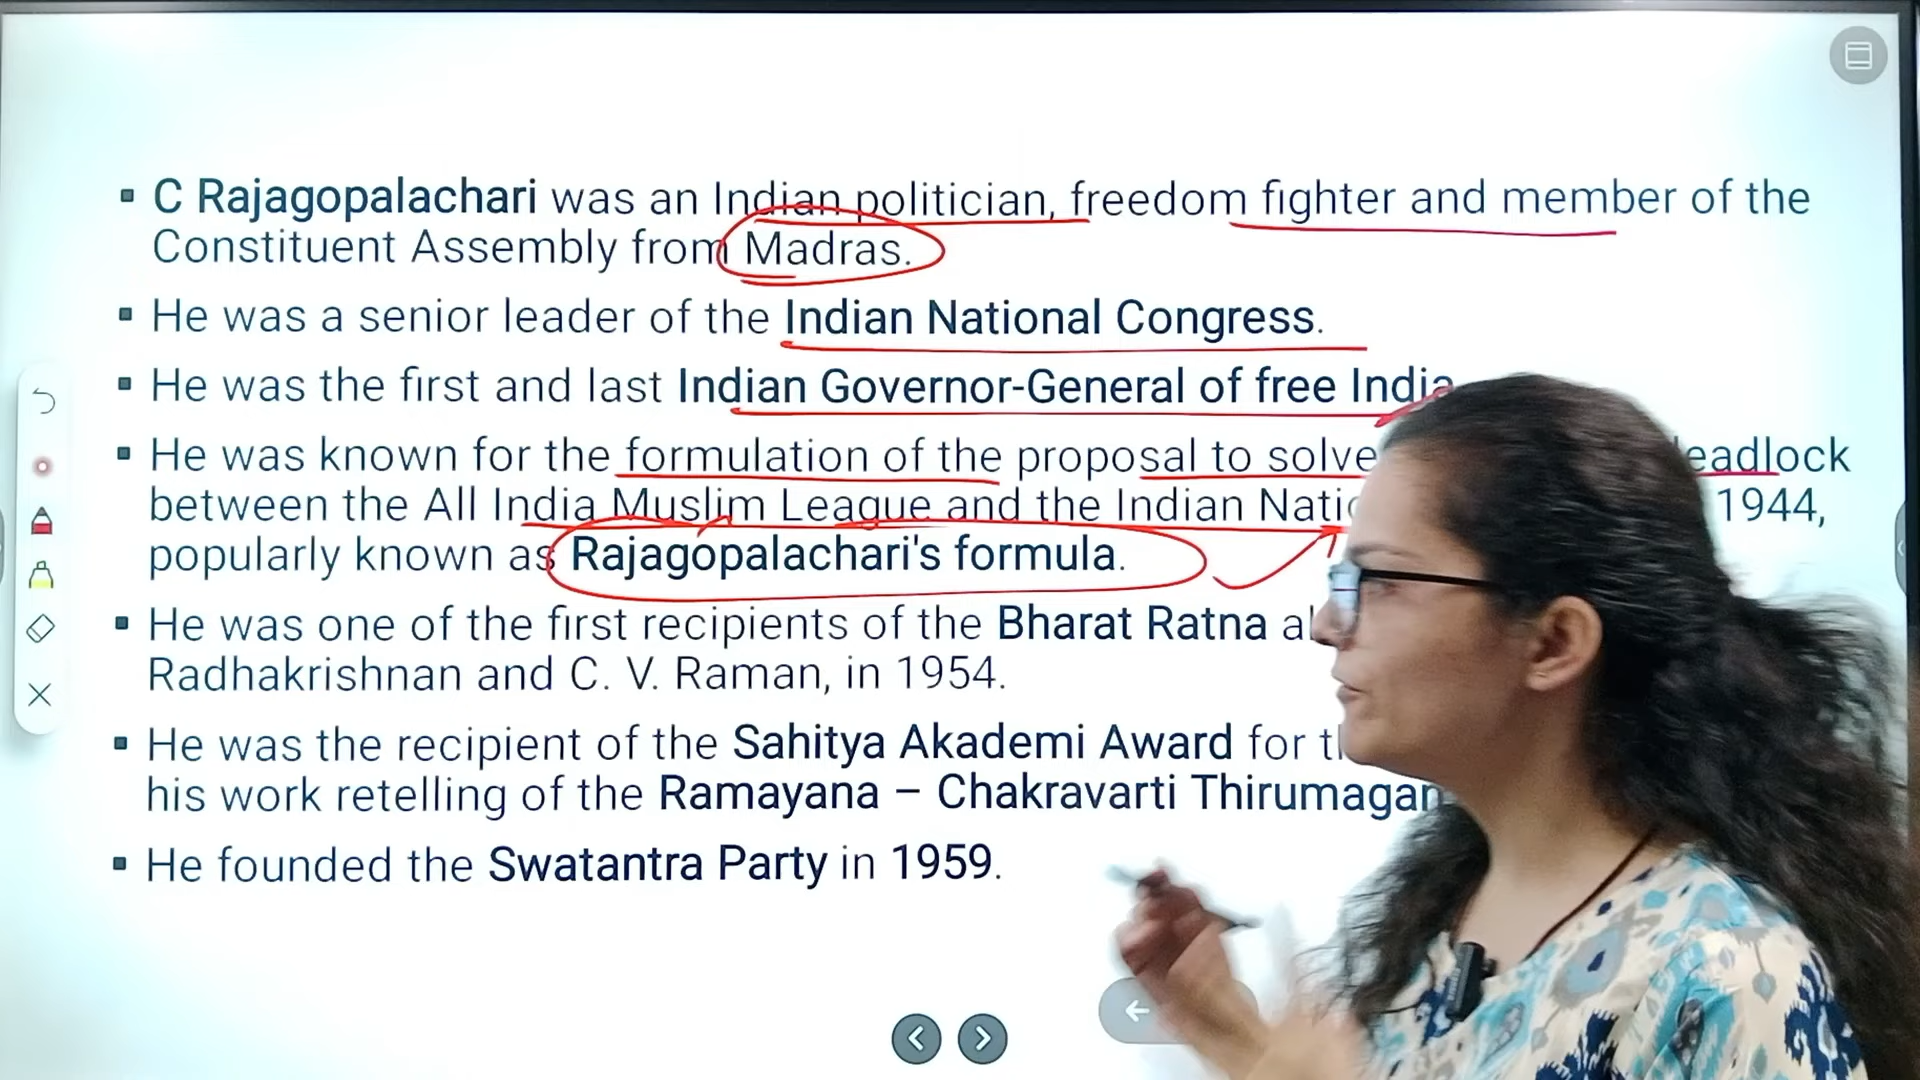 ▪ C Rajagopalachari was an Indian politician, freedom fighter and member of the
Constituent Assembly from Madras.
▪ He was a senior leader of the Indian National Congress.
▪ He was the first and last Indian Governor-General of free India
▪ He was known for the formulation of the proposal to solve
between the All India Muslim League and the Indian 1944,
popularly known as Rajagopalachari's formula.
▪ He was one of the first recipients of the Bharat Ratna
Radhakrishnan and C. V. Raman, in 1954.
▪ He was the recipient of the Sahitya Akademi Award for
his work retelling of the Ramayana – Chakravarti
▪ He founded the Swatantra Party in 1959.